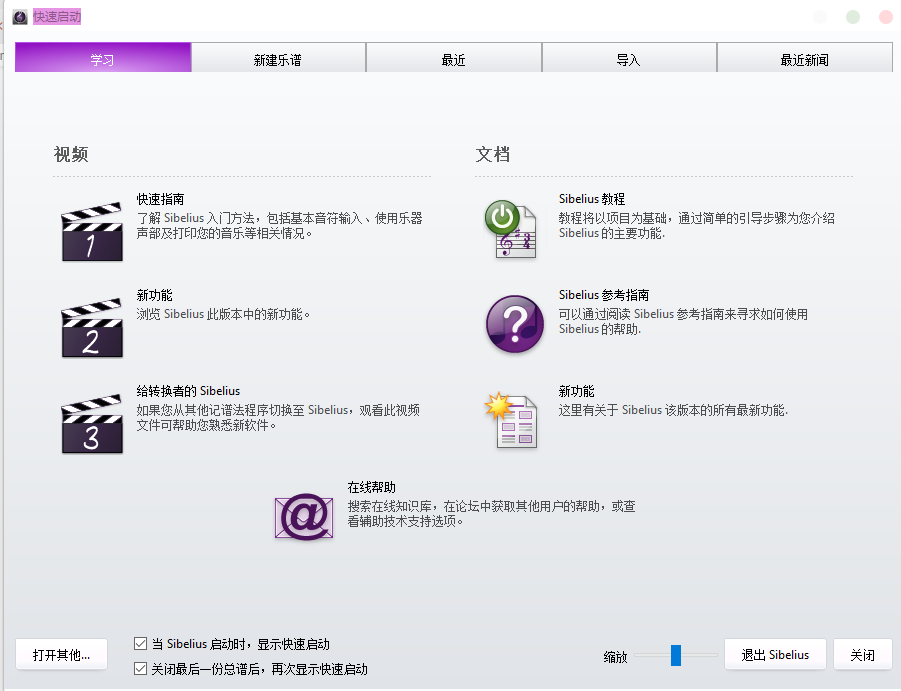 快速启动
学习
新建乐谱
最近
导入
最近新闻
视频
快速指南
了解 Sibelius 入门方法，包括基本音符输入、使用乐器
声部及打印您的音乐等相关情况。
1
新功能
浏览 Sibelius 此版本中的新功能。
2
给转换者的 Sibelius
如果您从其他记谱法程序切换至 Sibelius，观看此视频
文件可帮助您熟悉新软件。
3
文档
Sibelius 教程
教程将以项目为基础，通过简单的引导步骤为您介绍
Sibelius 的主要功能.
Sibelius 参考指南
可以通过阅读 Sibelius 参考指南来寻求如何使用
Sibelius 的帮助.
?
新功能
这里有关于 Sibelius 该版本的所有最新功能.
@
在线帮助
搜索在线知识库，在论坛中获取其他用户的帮助，或查
看辅助技术支持选项。
打开其他...
当 Sibelius 启动时，显示快速启动
关闭最后一份总谱后，再次显示快速启动
缩放
退出 Sibelius
关闭